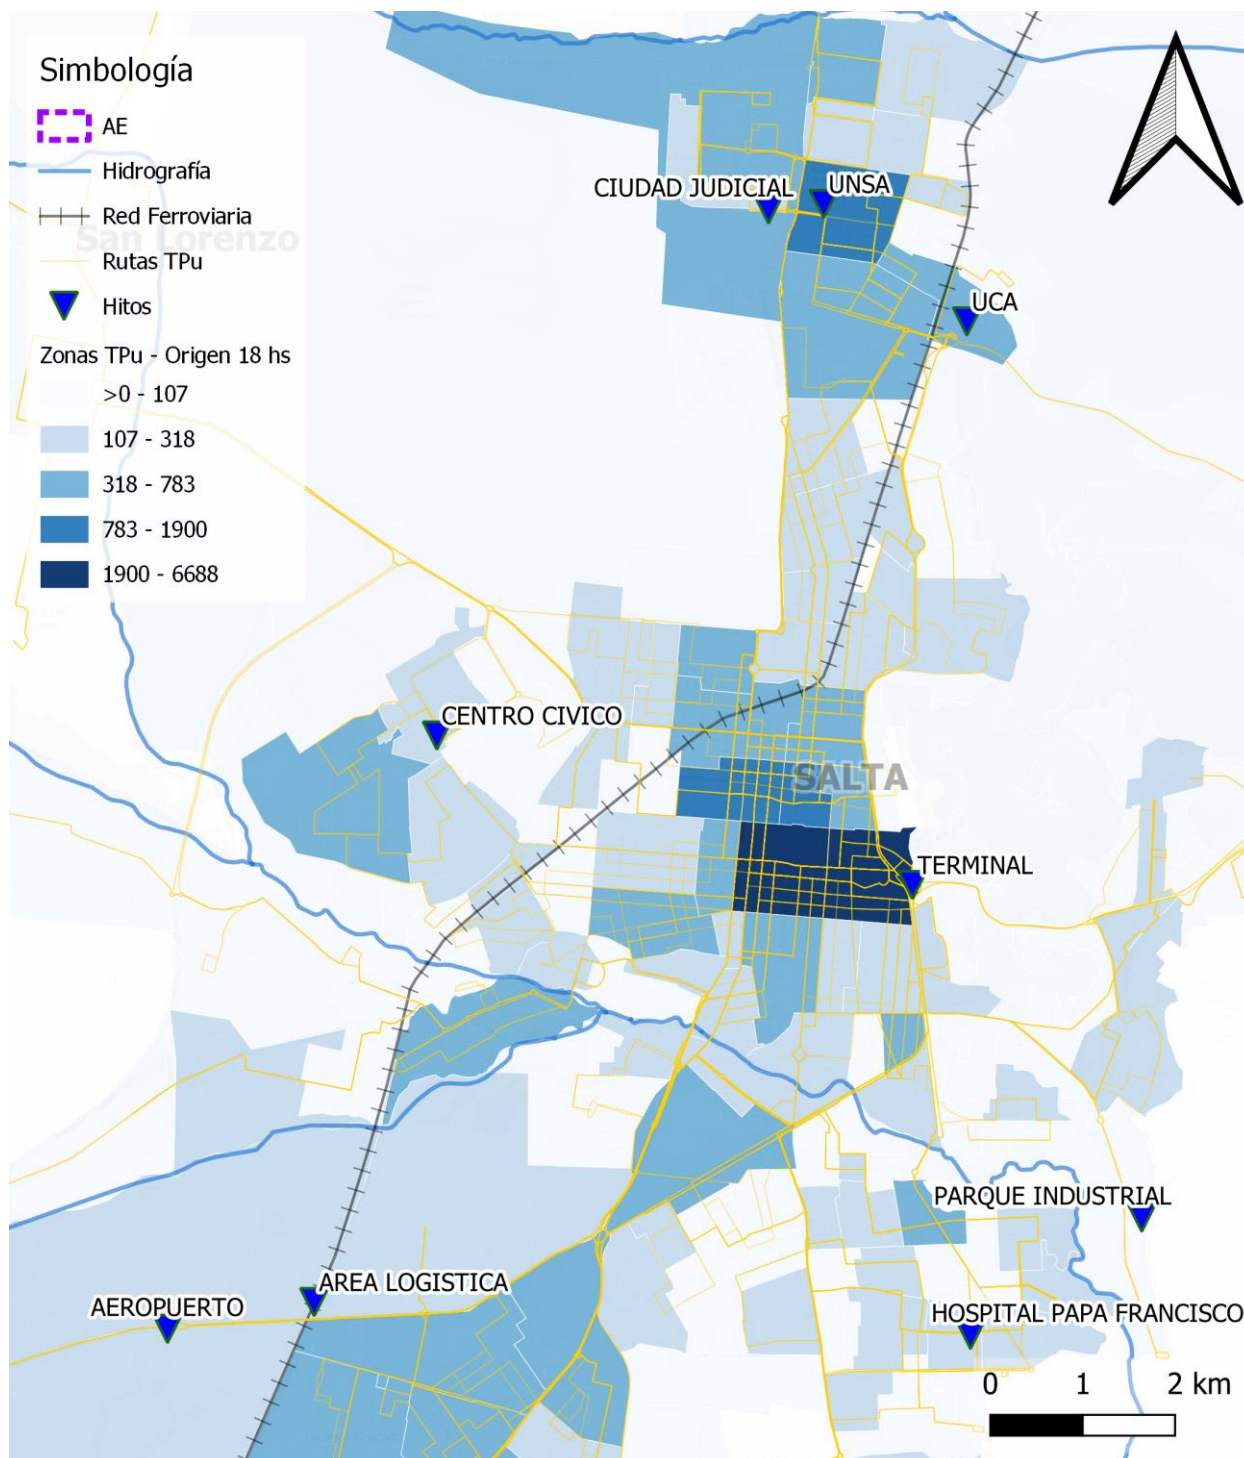 Simbología
AE
Hidrografía
Red Ferroviaria
San Lorenzo
Rutas TPu
Hitos
Zonas TPu - Origen 18 hs
>0 - 107
107 - 318
318 - 783
783 - 1900
1900 - 6688
CIUDAD JUDICIAL
UNSA
UCA
CENTRO CIVICO
SALTA
TERMINAL
PARQUE INDUSTRIAL
AREA LOGISTICA
AEROPUERTO
HOSPITAL PAPA FRANCISCO
0 1 2 km